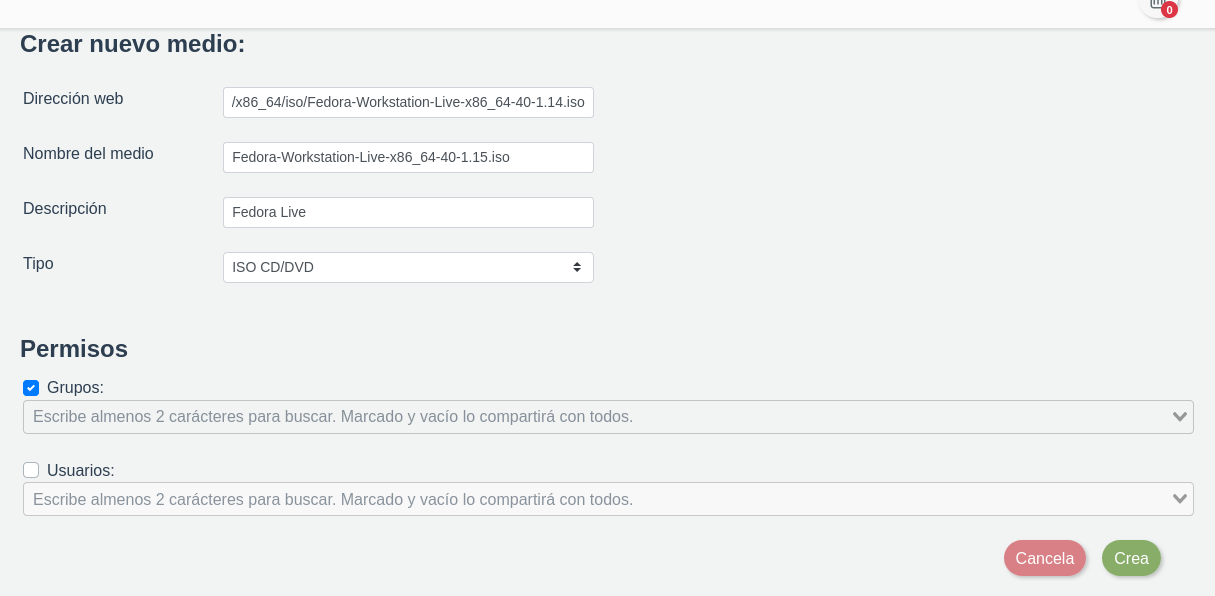 0
Crear nuevo medio:
Dirección web
/x86_64/iso/Fedora-Workstation-Live-x86_64-40-1.14.iso
Nombre del medio
Fedora-Workstation-Live-x86_64-40-1.15.iso
Descripción
Fedora Live
Tipo
ISO CD/DVD
Permisos
Grupos:
Escribe almenos 2 carácteres para buscar. Marcado y vacío lo compartirá con todos.
Usuarios:
Escribe almenos 2 carácteres para buscar. Marcado y vacío lo compartirá con todos.
Cancela
Crea